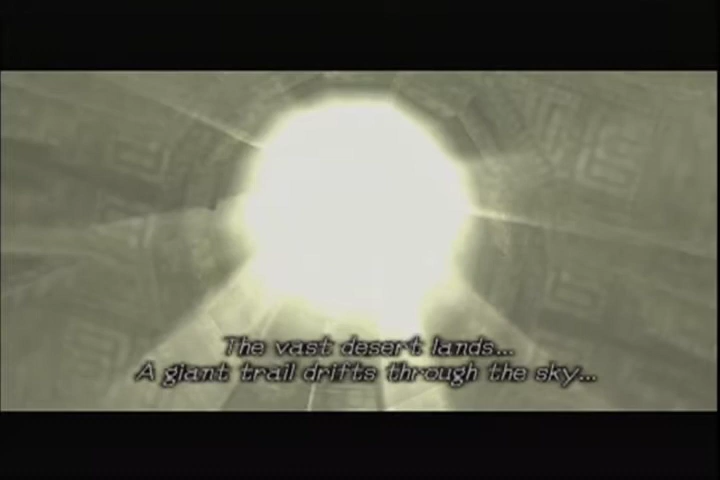 The vast desert lands...
A giant trail drifts through the sky...